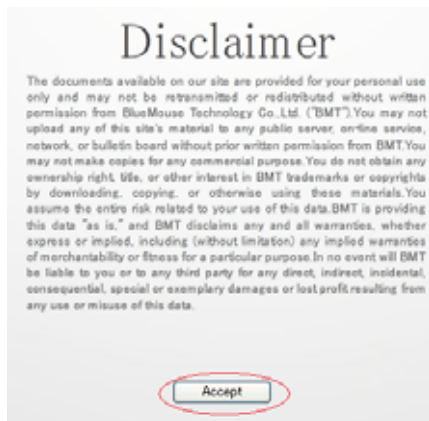 Disclaimer
The documents available on our site are provided for your personal use
only and may not be retransmitted or redistributed without written
permission from BlueMouse Technology Co.,Ltd. ("BMT").You may not
upload any of this site's material to any public server, on-line service,
network, or bulletin board without prior written permission from BMT.You
may not make copies for any commercial purpose.You do not obtain any
ownership right, title, or other interest in BMT trademarks or copyrights
by downloading, copying, or otherwise using these materials.You
assume the entire risk related to your use of this data.BMT is providing
this data "as is," and BMT disclaims any and all warranties, whether
express or implied, including (without limitation) any implied warranties
of merchantability or fitness for a particular purpose.In no event will BMT
be liable to you or to any third party for any direct, indirect, incidental,
consequential, special or exemplary damages or lost profit resulting from
any use or misuse of this data.
Accept